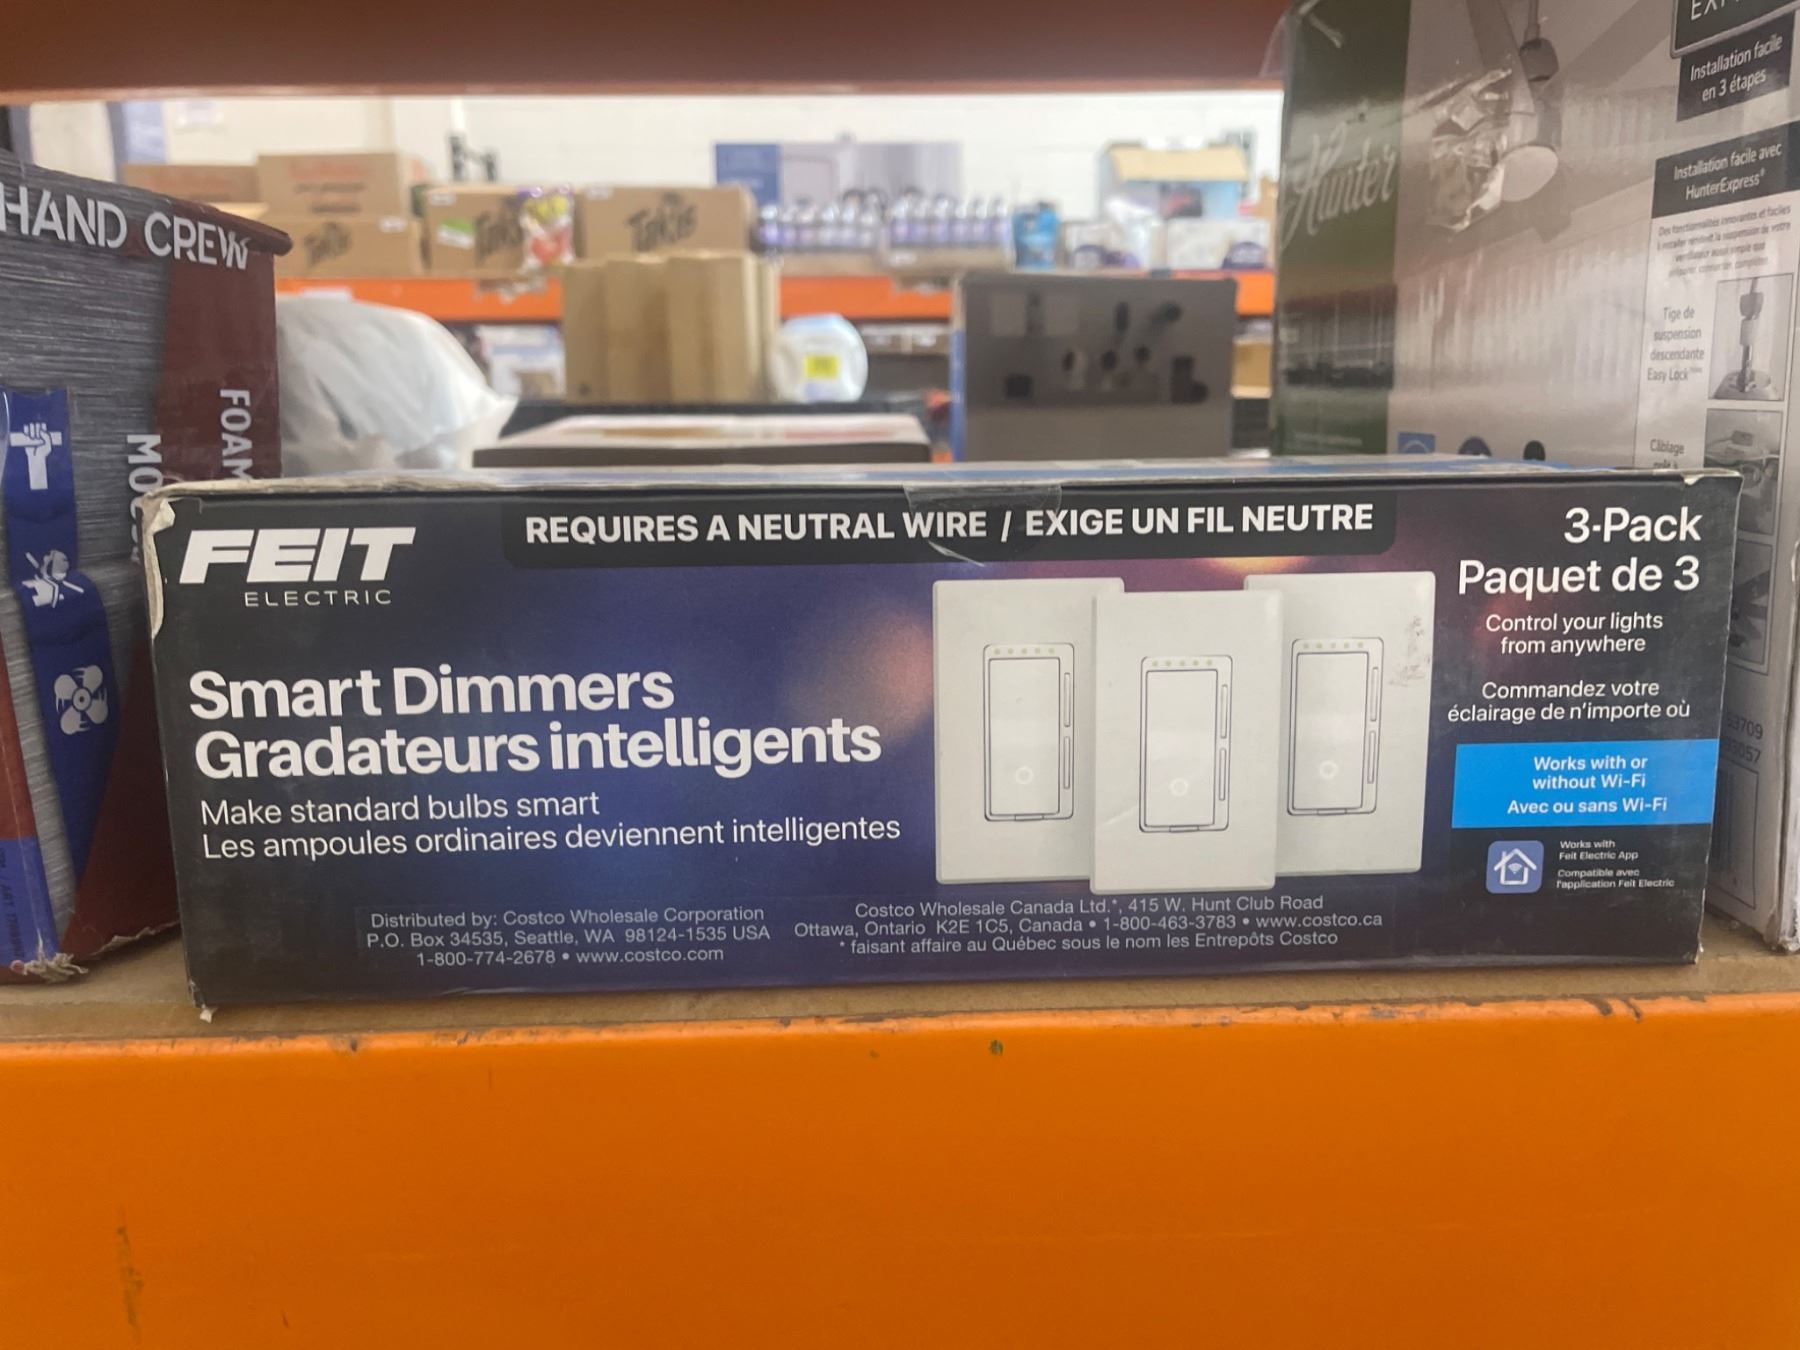 HAND CREW
FOAM
Hunter
Installation facile
en 3 étapes
Installation facile avec
HunterExpress®
Tige de
suspension
descendante
Easy Lock
Câblage
FEIT
ELECTRIC
REQUIRES A NEUTRAL WIRE / EXIGE UN FIL NEUTRE
3-Pack
Paquet de 3
Control your lights
from anywhere
Commandez votre
éclairage de n'importe où
Works with or
without Wi-Fi
Avec ou sans Wi-Fi
Works with
Feit Electric App
Compatible avec
l'application Feit Electric
Smart Dimmers
Gradateurs intelligents
Make standard bulbs smart
Les ampoules ordinaires deviennent intelligentes
Distributed by: Costco Wholesale Corporation
P.O. Box 34535, Seattle, WA 98124-1535 USA
1-800-774-2678 • www.costco.com
Costco Wholesale Canada Ltd.*, 415 W. Hunt Club Road
Ottawa, Ontario K2E 1C5, Canada • 1-800-463-3783 • www.costco.ca
* faisant affaire au Québec sous le nom les Entrepôts Costco